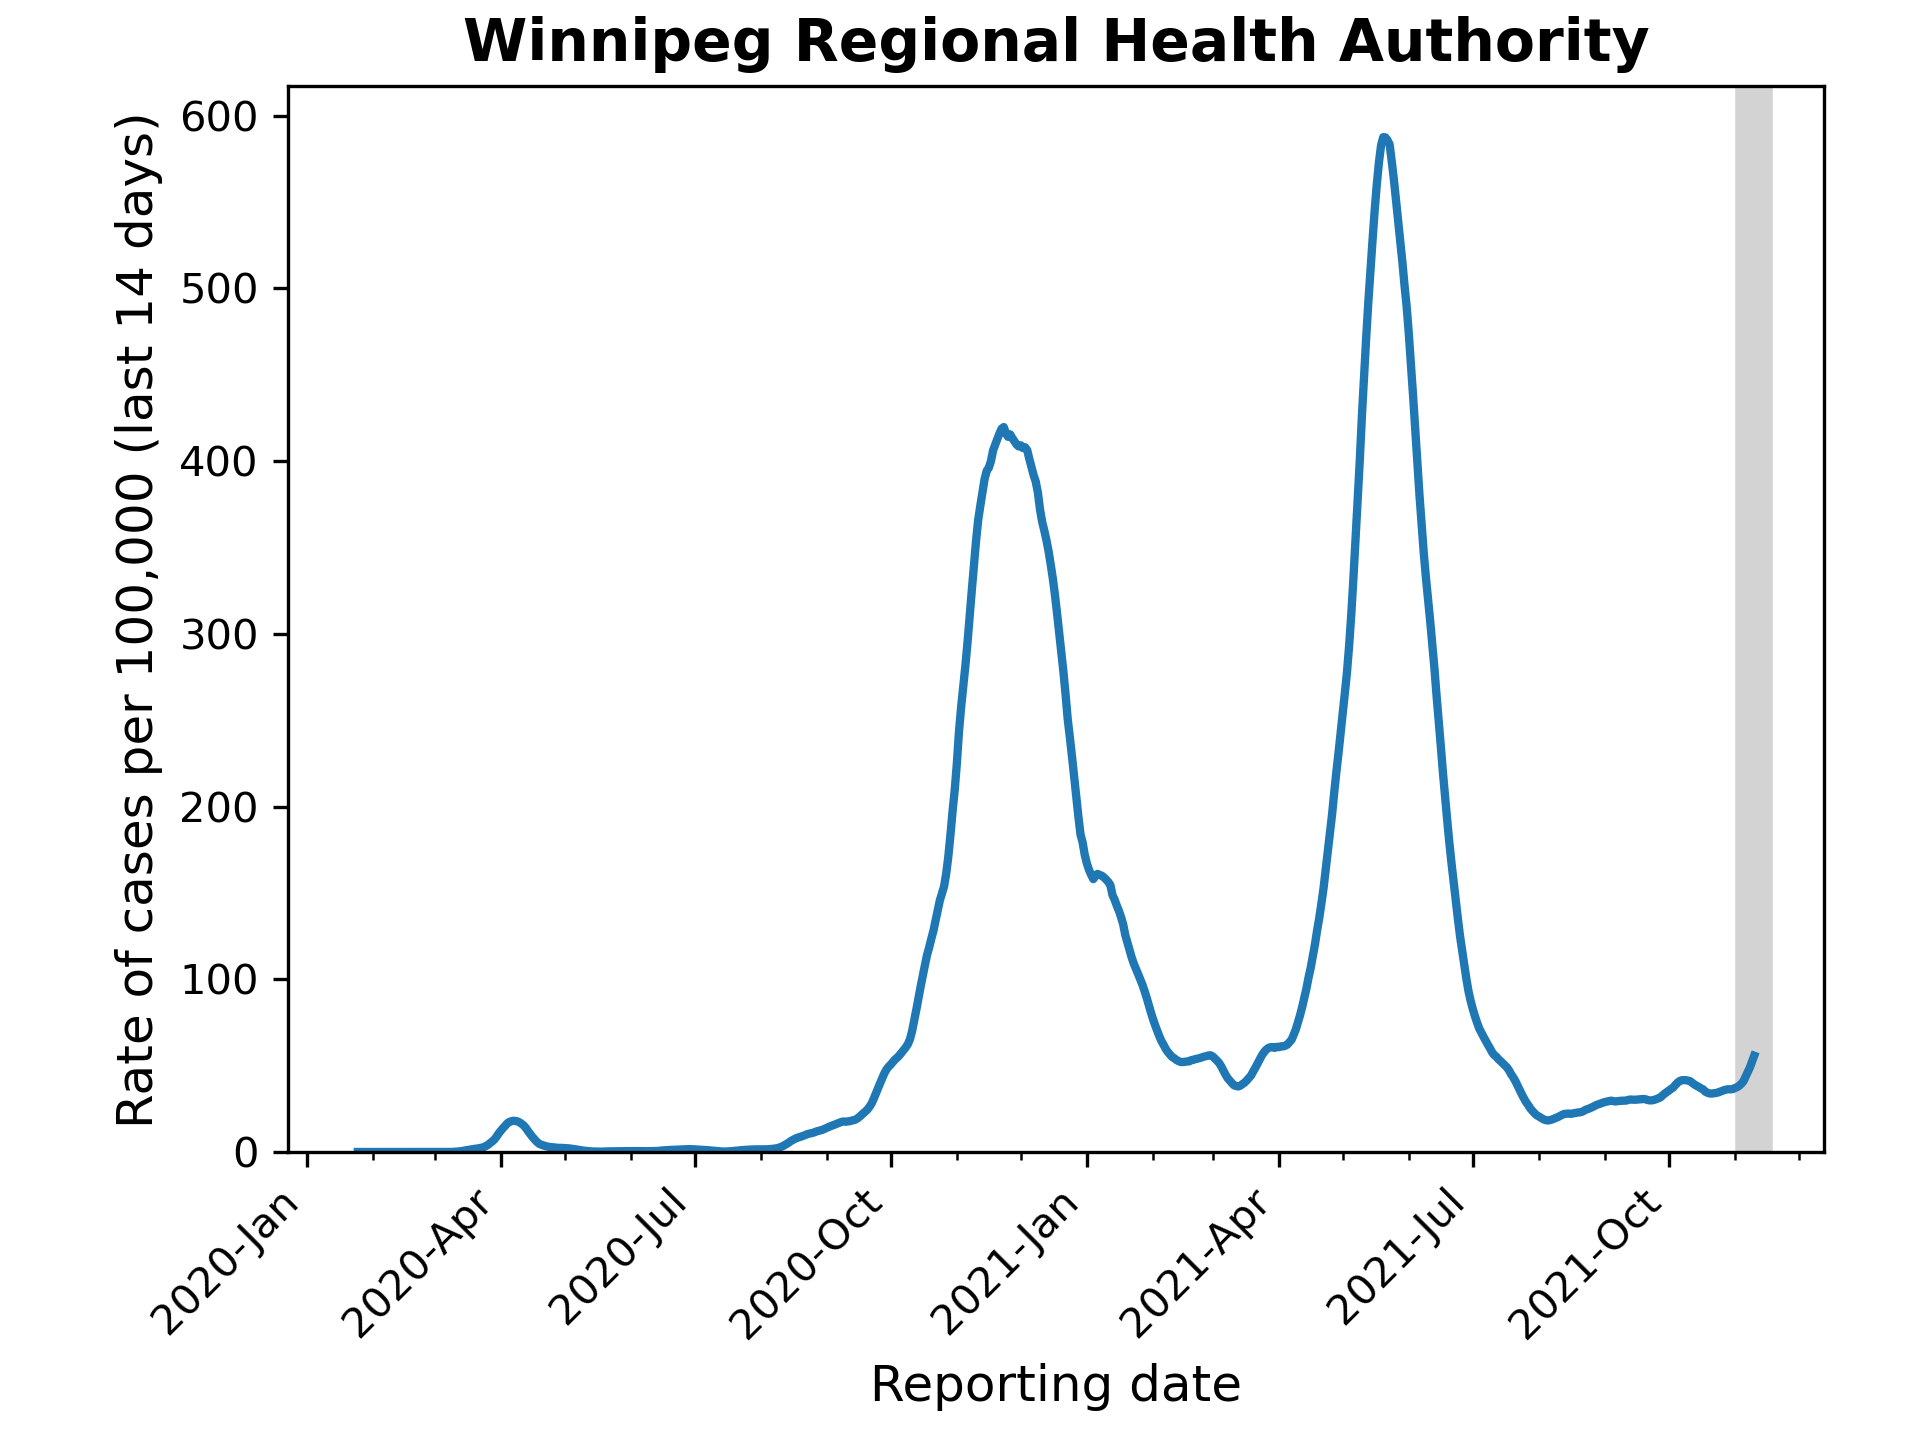 Winnipeg Regional Health Authority
Rate of cases per 100,000 (last 14 days)
600
500
400
300
200
100
0
2020-Jan
2020-Apr
2020-Jul
2020-Oct
2021-Jan
2021-Apr
2021-Jul
2021-Oct
Reporting date